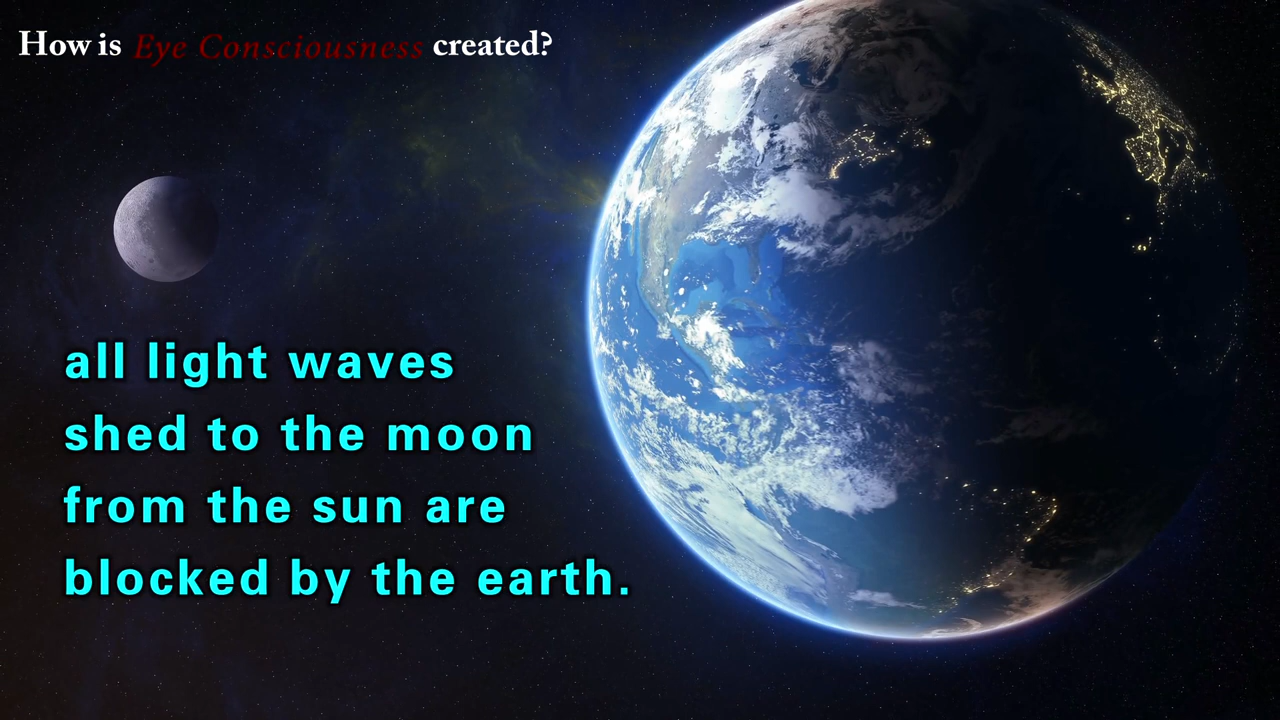 How is Eye Consciousness created?
all light waves
shed to the moon
from the sun are
blocked by the earth.